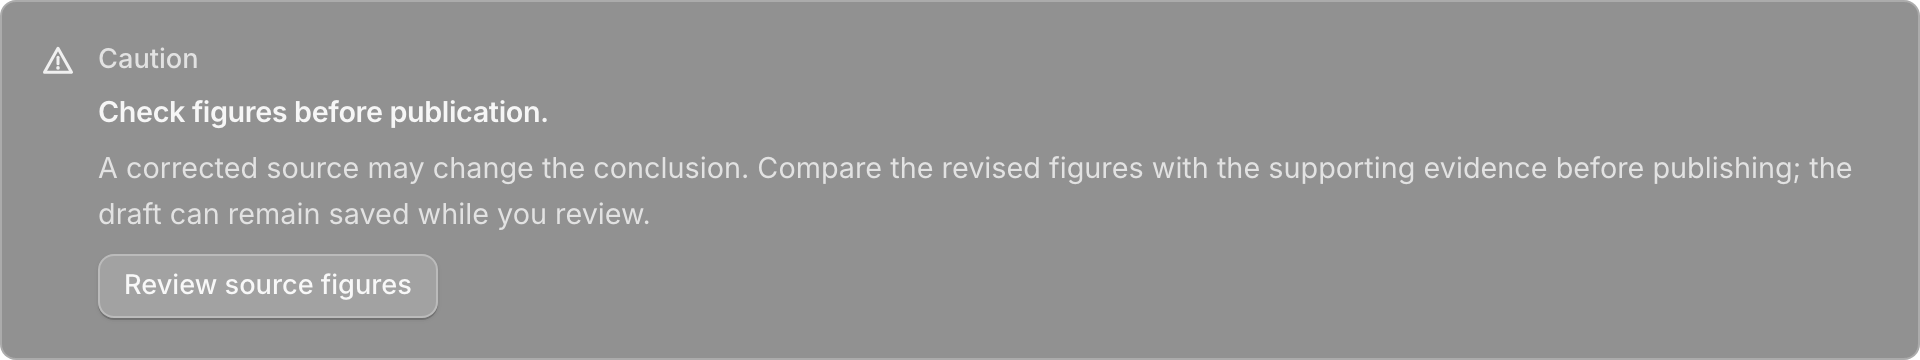 Caution
Check figures before publication.
A corrected source may change the conclusion. Compare the revised figures with the supporting evidence before publishing; the
draft can remain saved while you review.
Review source figures